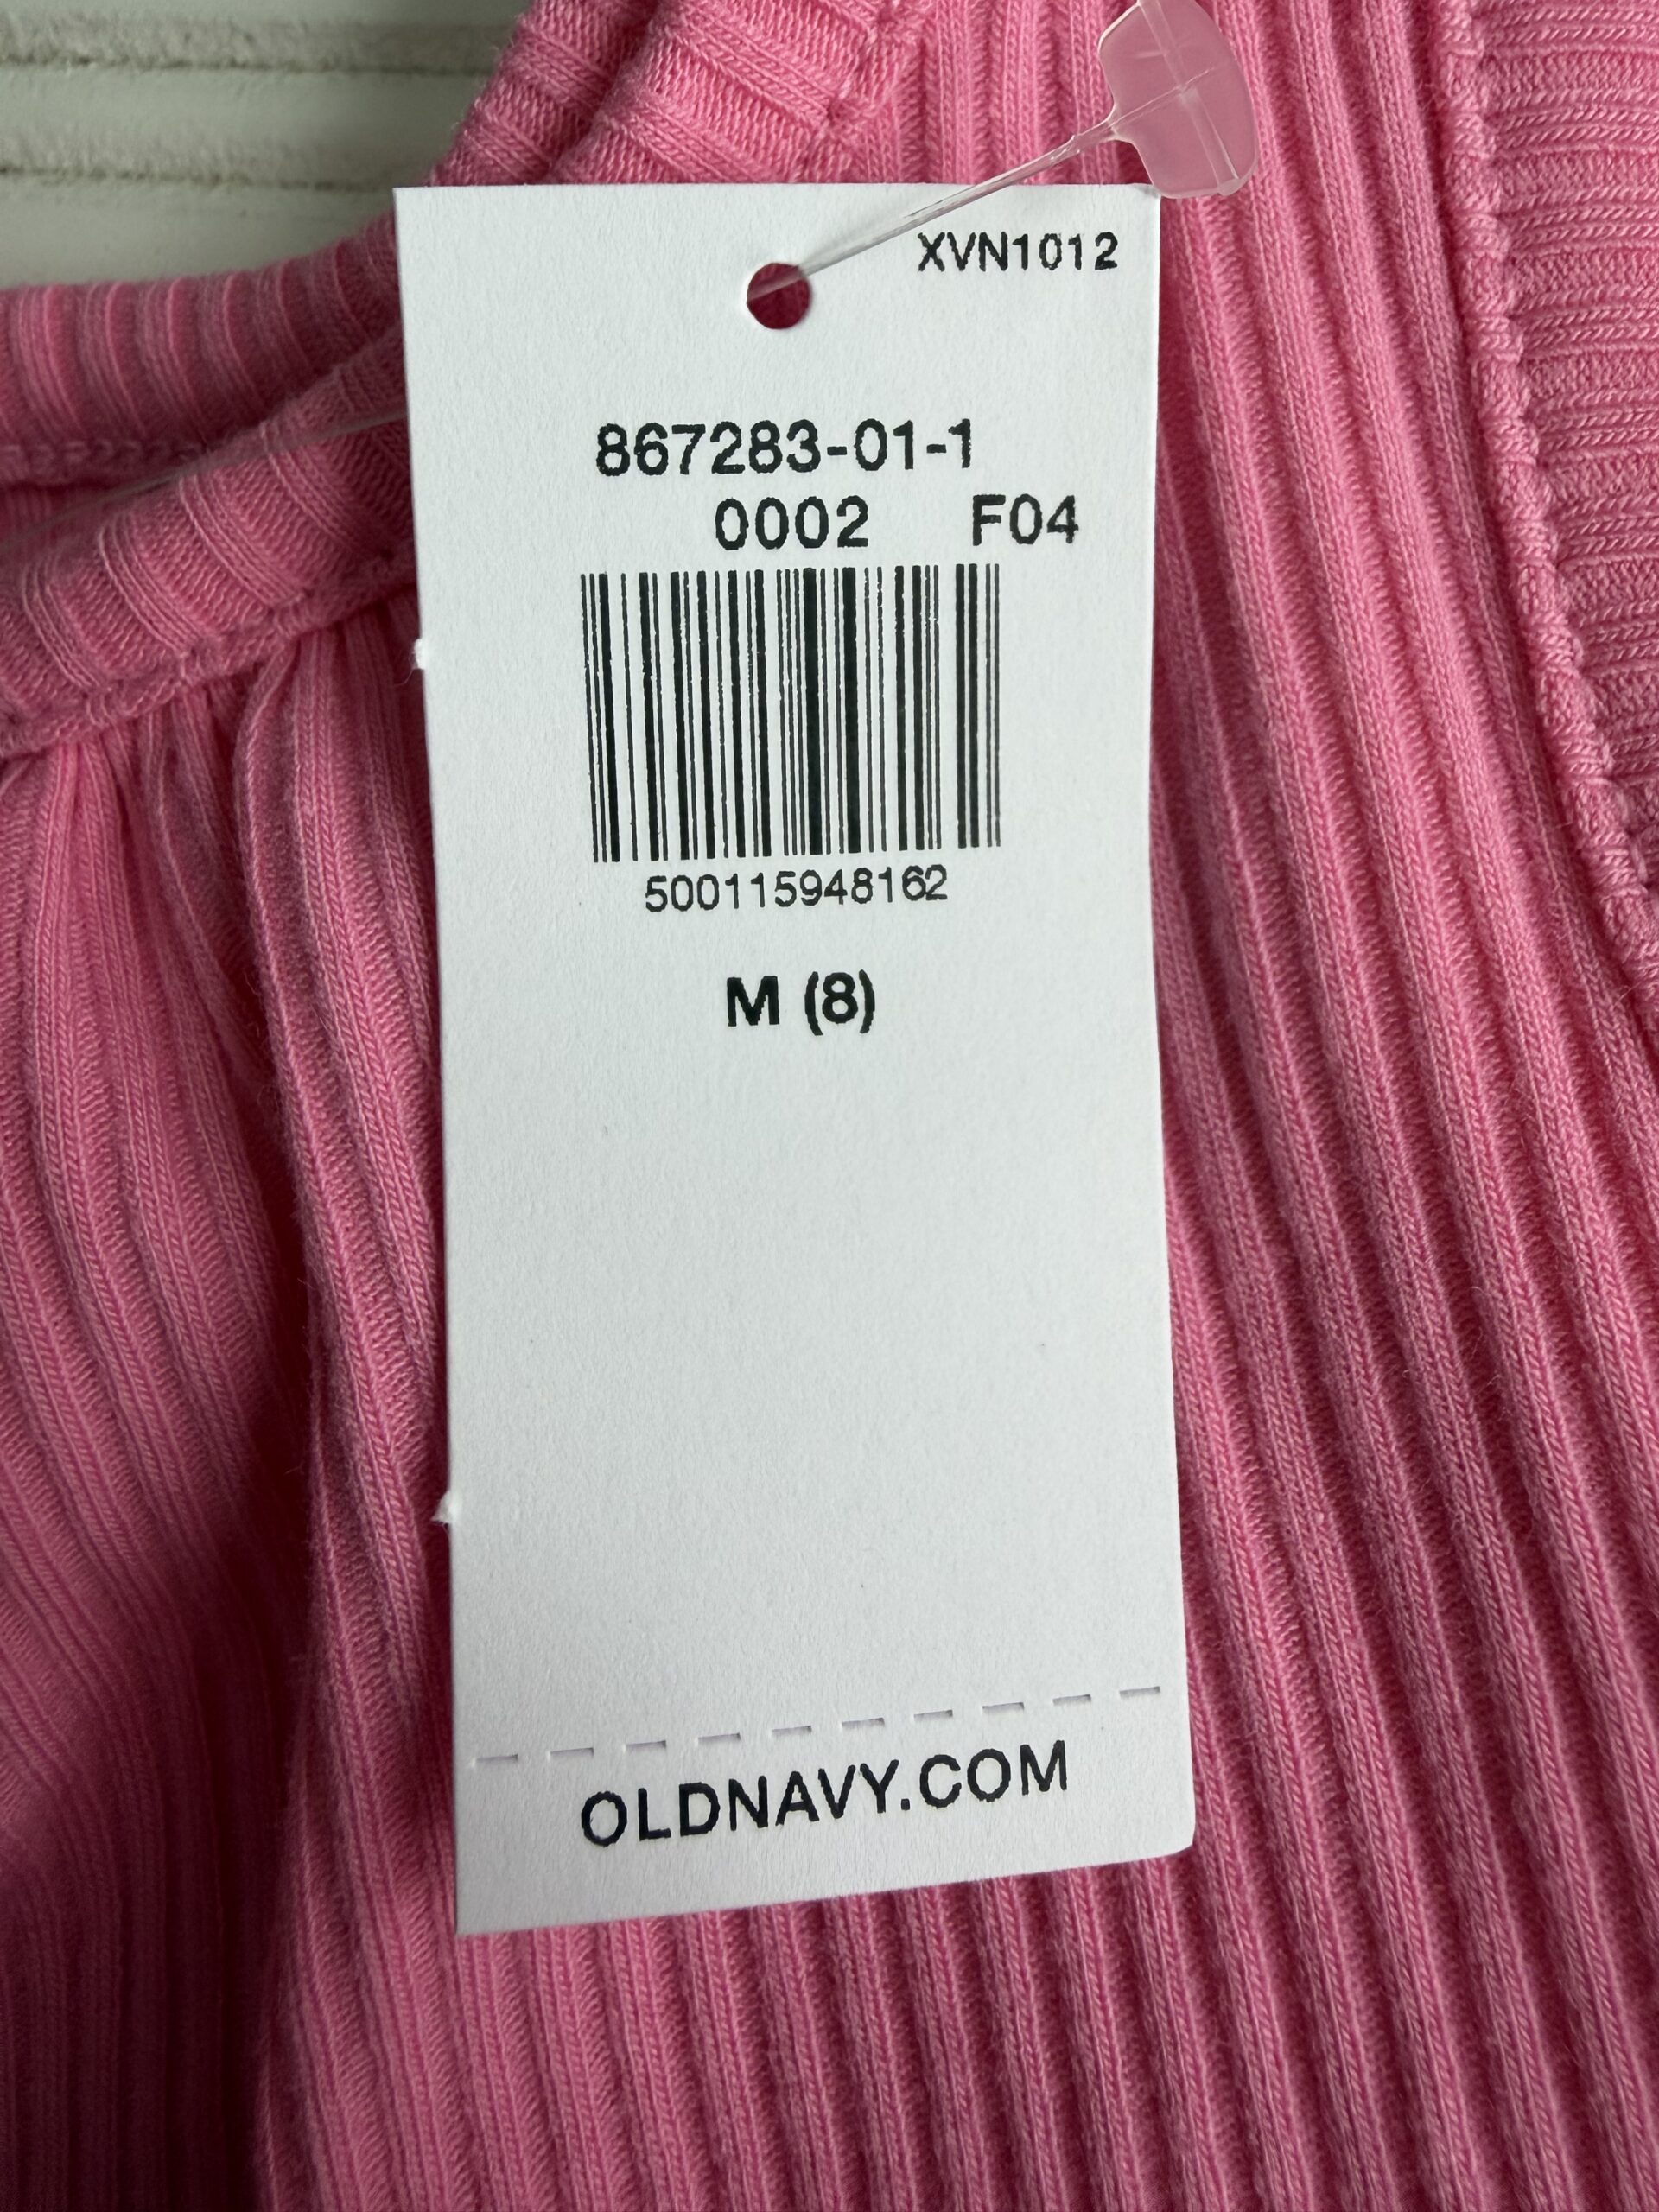 XVN1012
867283-01-1
0002 F04
500115948162
M (8)
OLDNAVY.COM